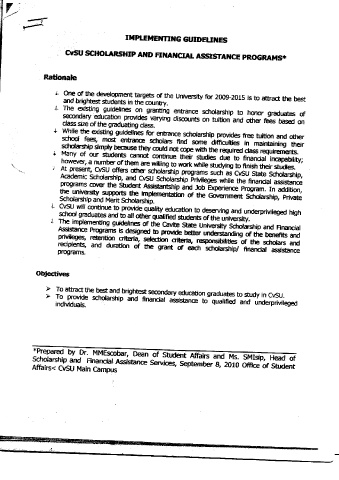 IMPLEMENTING GUIDELINES
CvSU SCHOLARSHIP AND FINANCIAL ASSISTANCE PROGRAMS*
Rationale
One of the development targets of the University for 2009-2015 is to attract the best
and brightest students in the country.
The existing guidelines on granting entrance scholarship to honor graduates of
secondary education provides varying discounts on tuition and other fees based on
class size of the graduating class.
While the existing guidelines for entrance scholarship provides free tuition and other
school fees, most entrance scholars find some difficulties in maintaining their
scholarship simply because they could not cope with the required class requirements.
Many of our students cannot continue their studies due to financial incapability;
however, a number of them are willing to work while studying to finish their studies.
At present, CvSU offers other scholarship programs such as CvSU State Scholarship,
Academic Scholarship, and CvSU Scholarship Privileges while the financial assistance
programs cover the Student Assistantship and Job Experience Program. In addition,
the university supports the implementation of the Government Scholarship, Private
Scholarship and Merit Scholarship.
CvSU will continue to provide quality education to deserving and underprivileged high
school graduates and to all other qualified students of the university.
The implementing guidelines of the Cavite State University Scholarship and Financial
Assistance Programs is designed to provide better understanding of the benefits and
privileges, retention criteria, selection criteria, responsibilities of the scholars and
recipients, and duration of the grant of each scholarship/ financial assistance
programs.
Objectives
➢ To attract the best and brightest secondary education graduates to study in CvSU.
➢ To provide scholarship and financial assistance to qualified and underprivileged
individuals.
*Prepared by Dr. MMEscobar, Dean of Student Affairs and Ms. SMIsip, Head of
Scholarship and Financial Assistance Services, September 8, 2010 Office of Student
Affairs< CvSU Main Campus